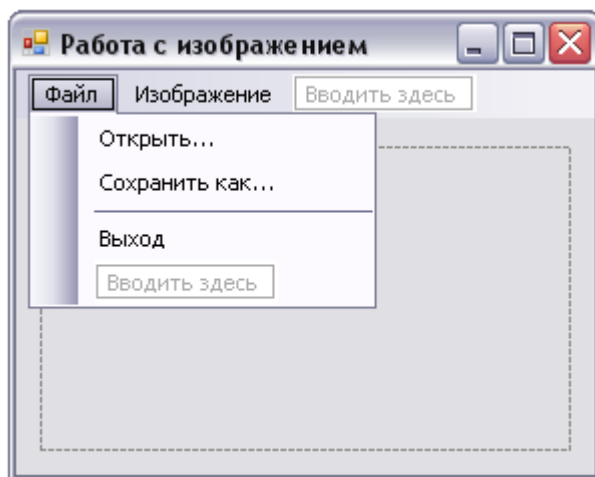 Работа с изображением
Файл Изображение Вводить здесь
Открыть...
Сохранить как...
Выход
Вводить здесь